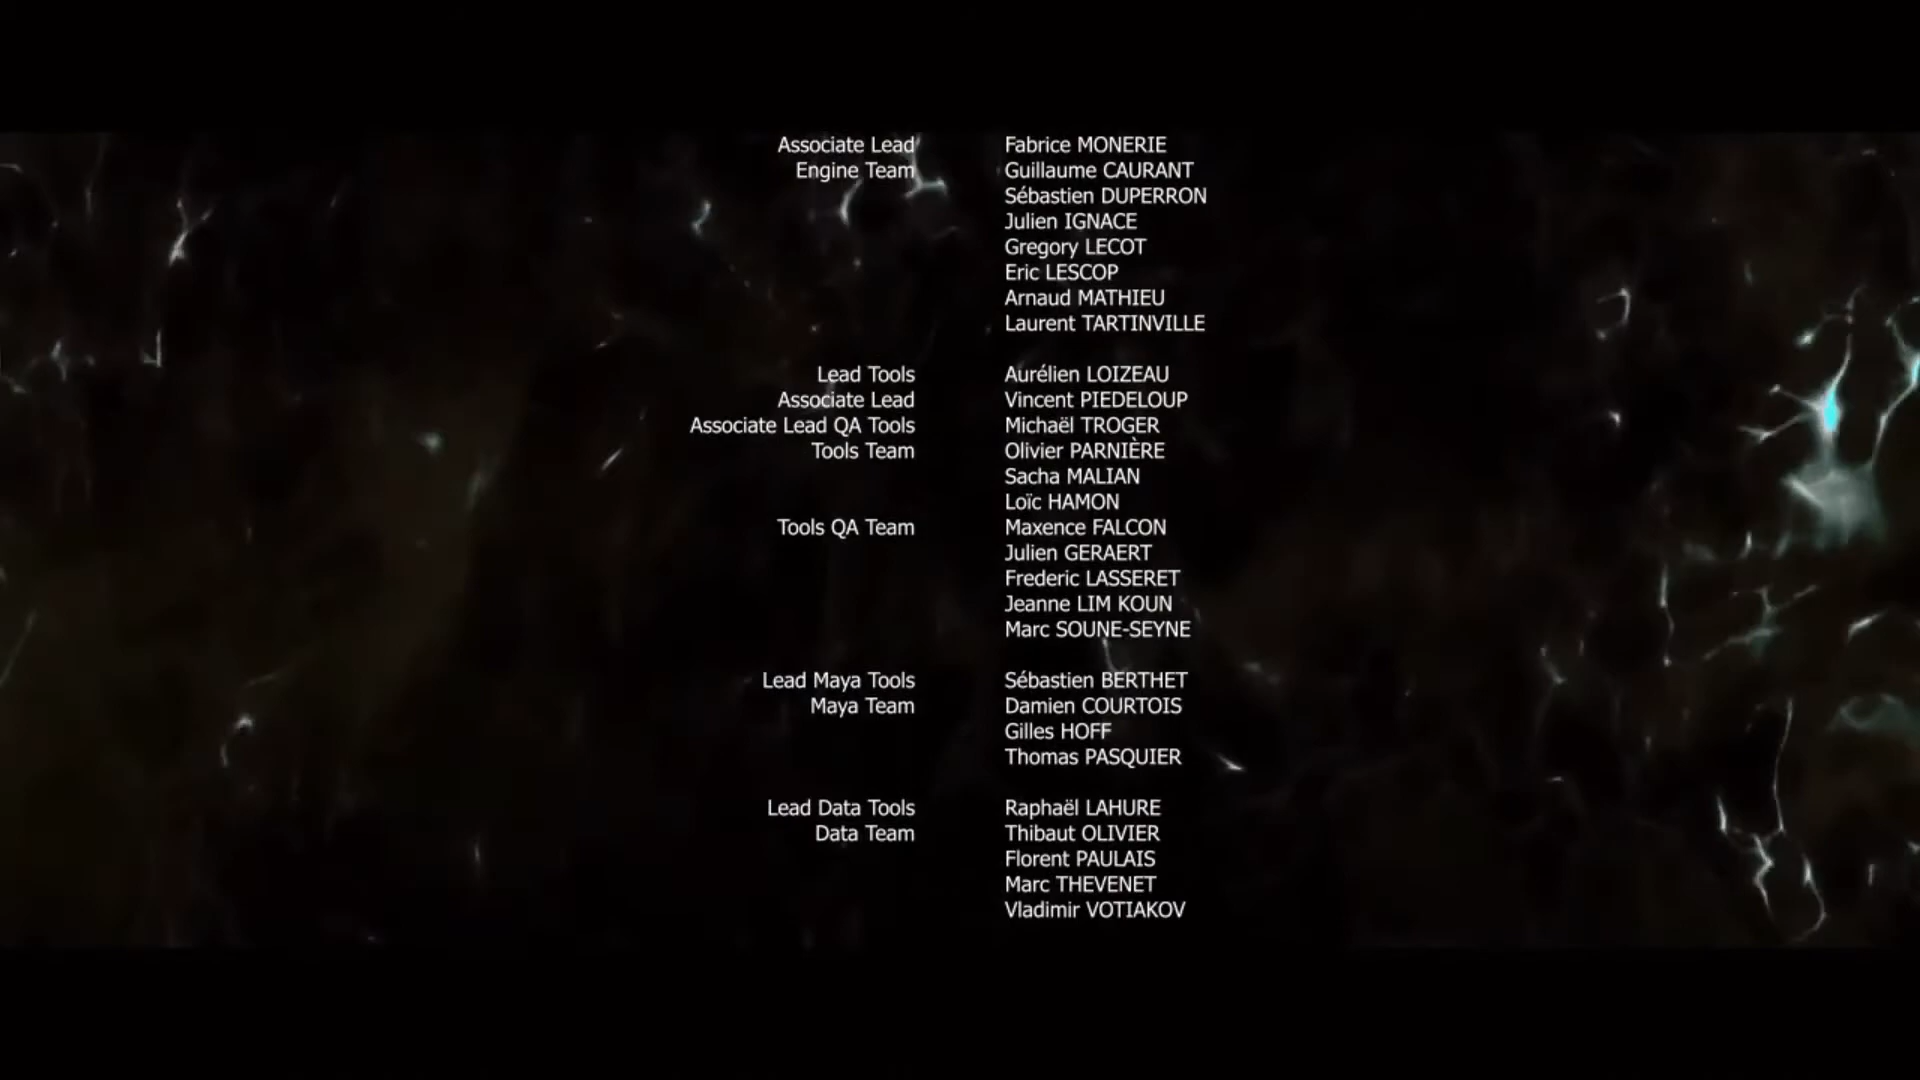 Associate Lead Fabrice MONERIE
Engine Team Guillaume CAURANT
Sébastien DUPERRON
Julien IGNACE
Gregory LECOT
Eric LESCOP
Arnaud MATHIEU
Laurent TARTINVILLE
Lead Tools Aurélien LOIZEAU
Associate Lead Vincent PIEDELOUP
Associate Lead QA Tools Michaël TROGER
Tools Team Olivier PARNIÈRE
Sacha MALIAN
Loïc HAMON
Tools QA Team Maxence FALCON
Julien GERAERT
Frederic LASSERET
Jeanne LIM KOUN
Marc SOUNE-SEYNE
Lead Maya Tools Sébastien BERTHET
Maya Team Damien COURTOIS
Gilles HOFF
Thomas PASQUIER
Lead Data Tools Raphaël LAHURE
Data Team Thibaut OLIVIER
Florent PAULAIS
Marc THEVENET
Vladimir VOTIAKOV